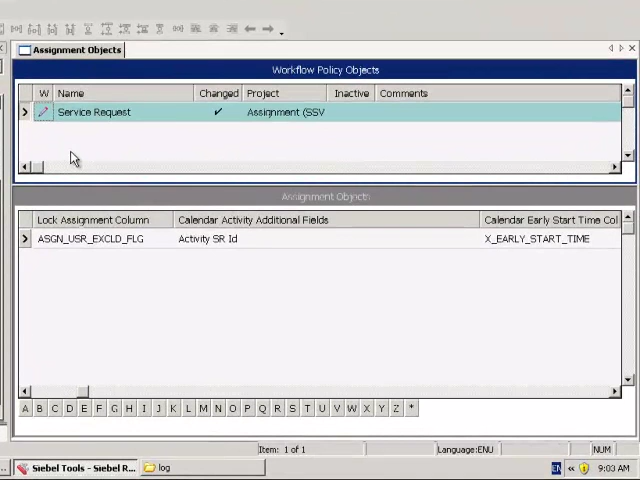 Assignment Objects
Workflow Policy Objects
W Name Changed Project Inactive Comments
Service Request ✓ Assignment (SSV
Assignment Objects
Lock Assignment Column Calendar Activity Additional Fields Calendar Early Start Time Col
ASGN_USR_EXCLD_FLG Activity SR Id X_EARLY_START_TIME
A B C D E F G H I J K L M N O P Q R S T U V W X Y Z *
Item: 1 of 1 Language:ENU NUM
... Siebel Tools - Siebel R... log EN « 9:03 AM